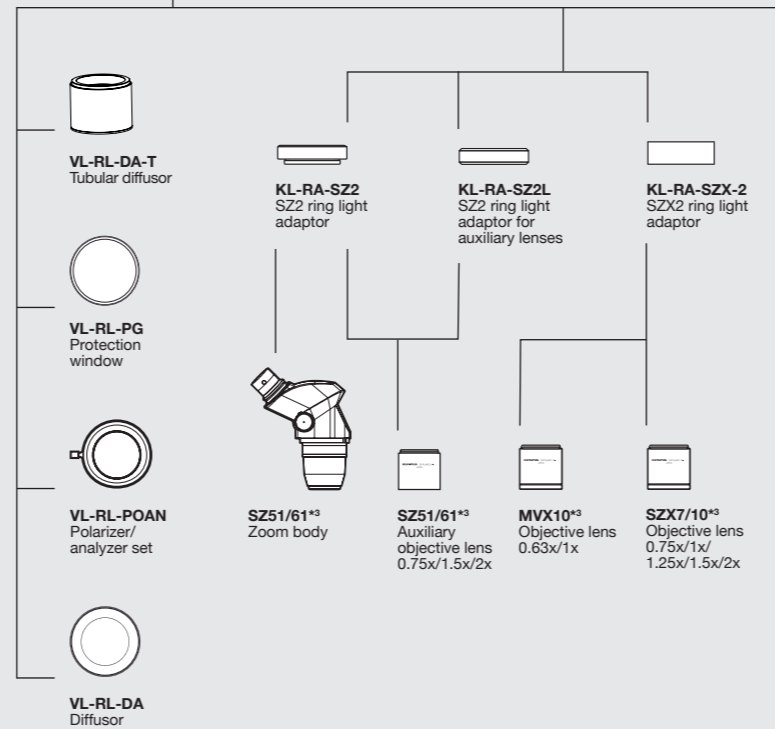 VL-RL-DA-T
Tubular diffusor
KL-RA-SZ2
SZ2 ring light
adaptor
KL-RA-SZ2L
SZ2 ring light
adaptor for
auxiliary lenses
KL-RA-SZX-2
SZX2 ring light
adaptor
VL-RL-PG
Protection
window
VL-RL-POAN
Polarizer/
analyzer set
SZ51/61*3
Zoom body
SZ51/61*3
Auxiliary
objective lens
0.75x/1.5x/2x
MVX10*3
Objective lens
0.63x/1x
SZX7/10*3
Objective lens
0.75x/1x/
1.25x/1.5x/2x
VL-RL-DA
Diffusor